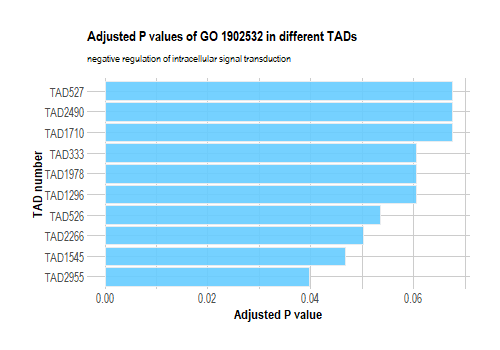 Adjusted P values of GO 1902532 in different TADs
negative regulation of intracellular signal transduction
TAD527
TAD2490
TAD1710
TAD333
TAD1978
TAD1296
TAD526
TAD2266
TAD1545
TAD2955
TAD number
0.00 0.02 0.04 0.06
Adjusted P value